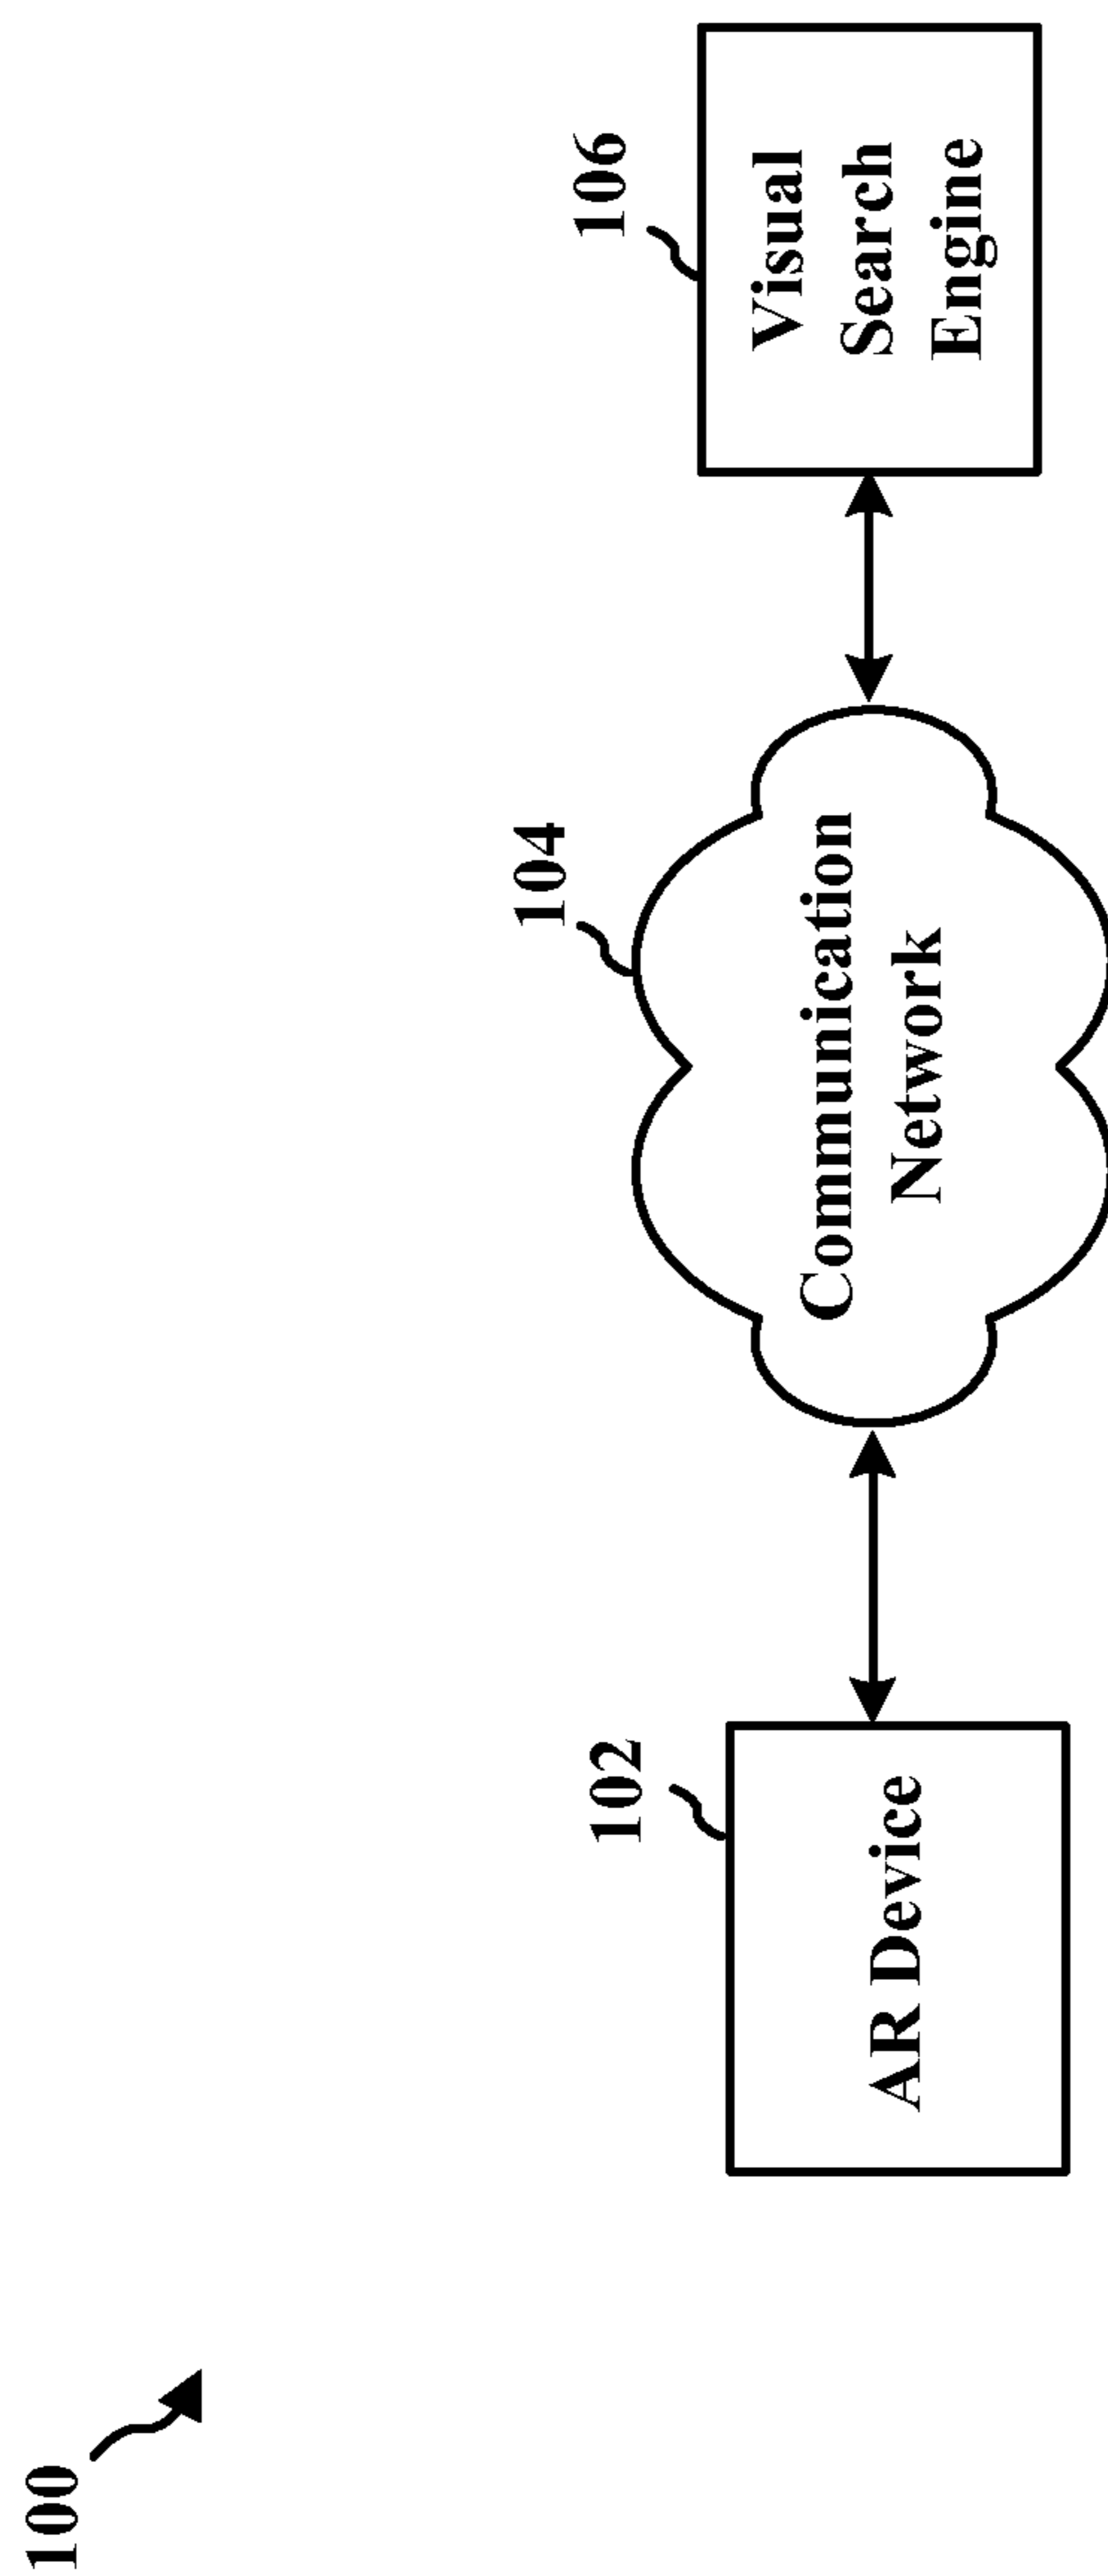 100
102
AR Device
104
Communication
Network
106
Visual
Search
Engine